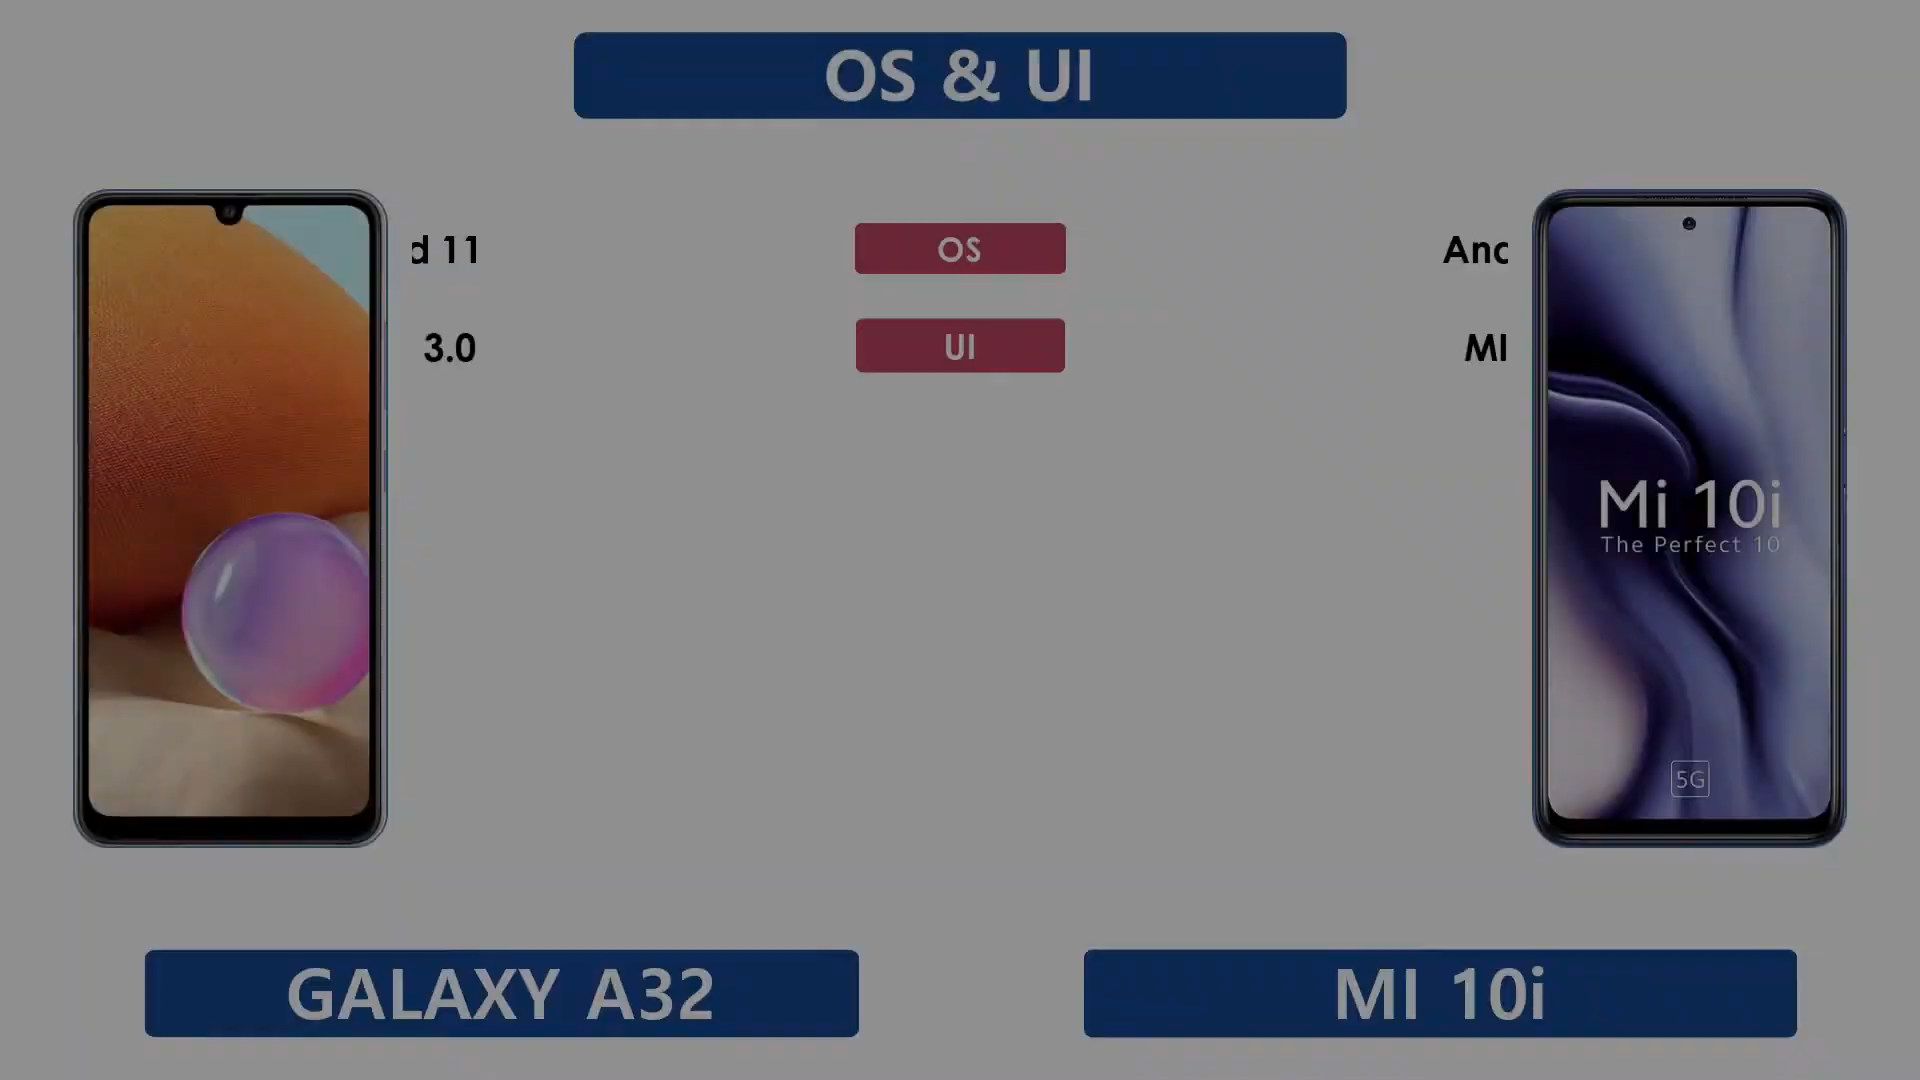 OS & UI
d 11
OS
Anc
3.0
UI
MI
Mi 10i
The Perfect 10
5G
GALAXY A32
MI 10i